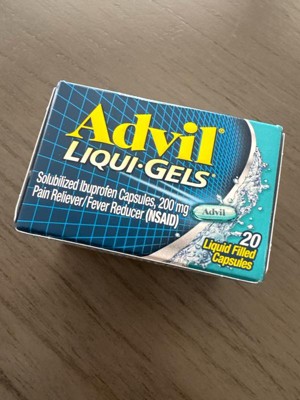 Advil
LIQUI•GELS
Solubilized Ibuprofen Capsules, 200 mg
Pain Reliever/Fever Reducer (NSAID)
Advil
20
Liquid Filled
Capsules